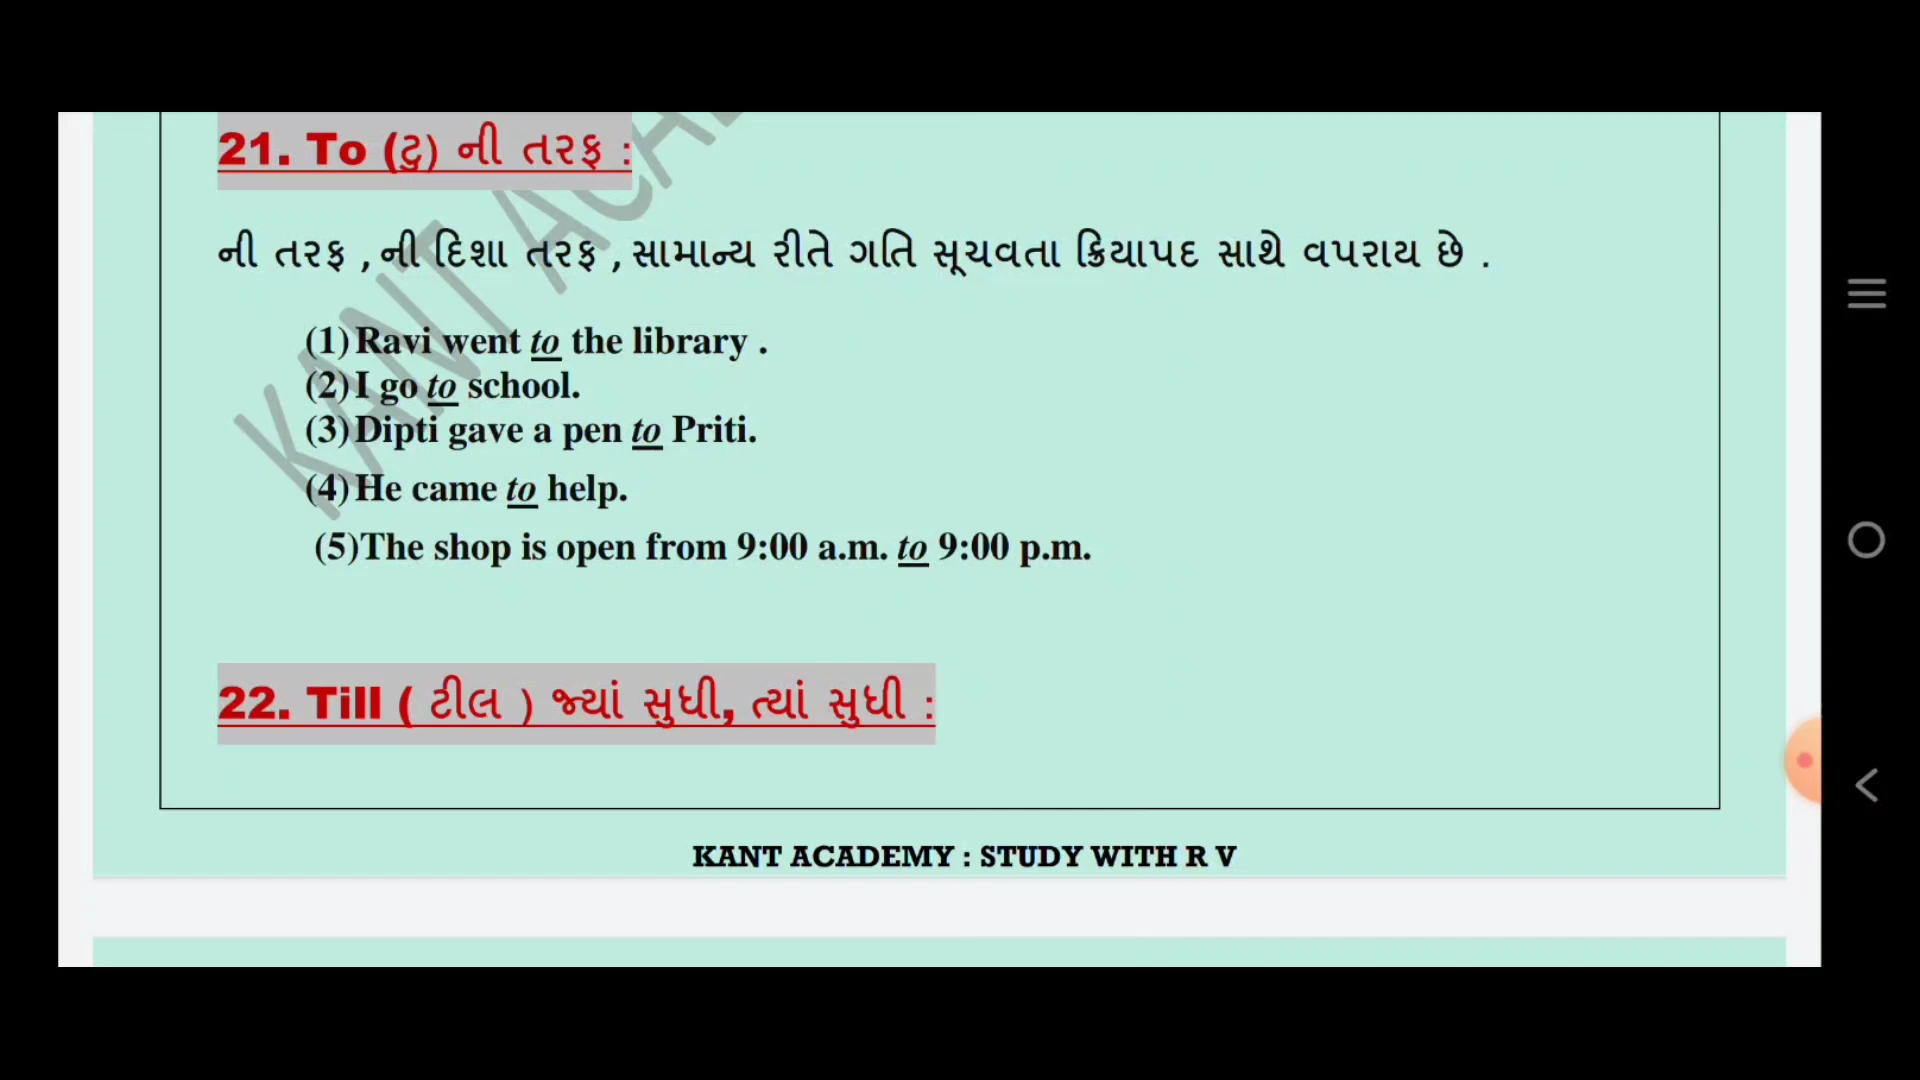 21. To (ટુ) ની તરફ :
ની તરફ , ની દિશા તરફ , સામાન્ય રીતે ગતિ સૂચવતા ક્રિયાપદ સાથે વપરાય છે .
(1) Ravi went to the library .
(2) I go to school.
(3) Dipti gave a pen to Priti.
(4) He came to help.
(5)The shop is open from 9:00 a.m. to 9:00 p.m.
22. Till ( ટીલ ) જ્યાં સુધી, ત્યાં સુધી :
KANT ACADEMY : STUDY WITH R V